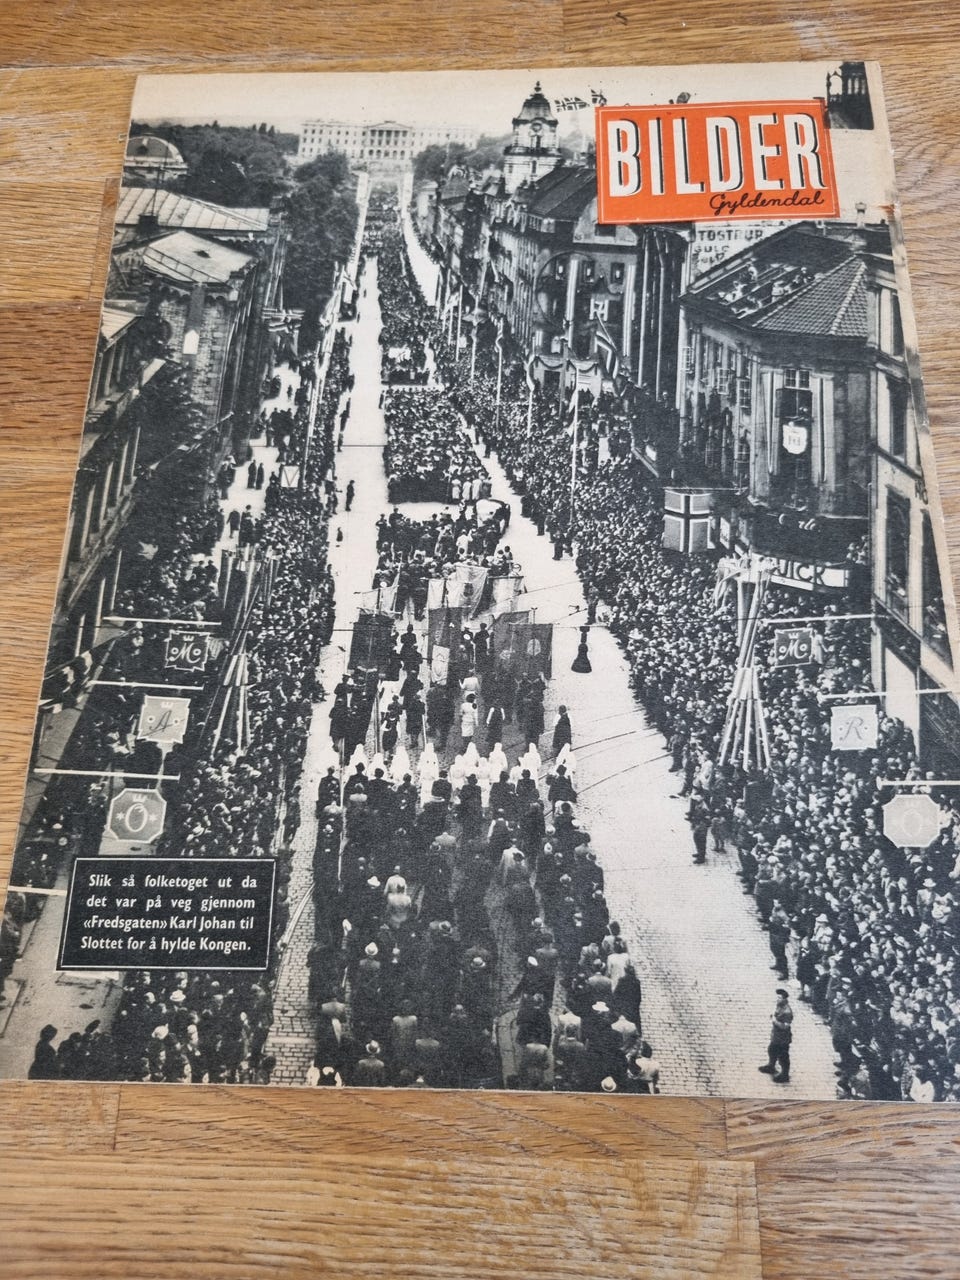 BILDER
Gyldendal
TOSTRUP
M
M
A
R
O
O
Slik så folketoget ut da
det var på veg gjennom
«Fredsgaten» Karl Johan til
Slottet for å hylde Kongen.